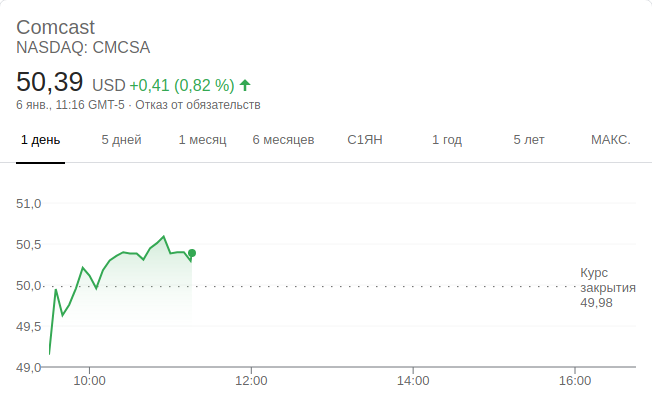 Comcast
NASDAQ: CMCSA
50,39 USD +0,41 (0,82 %)
6 янв., 11:16 GMT-5 · Отказ от обязательств
1 день 5 дней 1 месяц 6 месяцев С1ЯН 1 год 5 лет МАКС.
51,0
50,5
50,0
49,5
49,0
Курс
закрытия
49,98
10:00 12:00 14:00 16:00